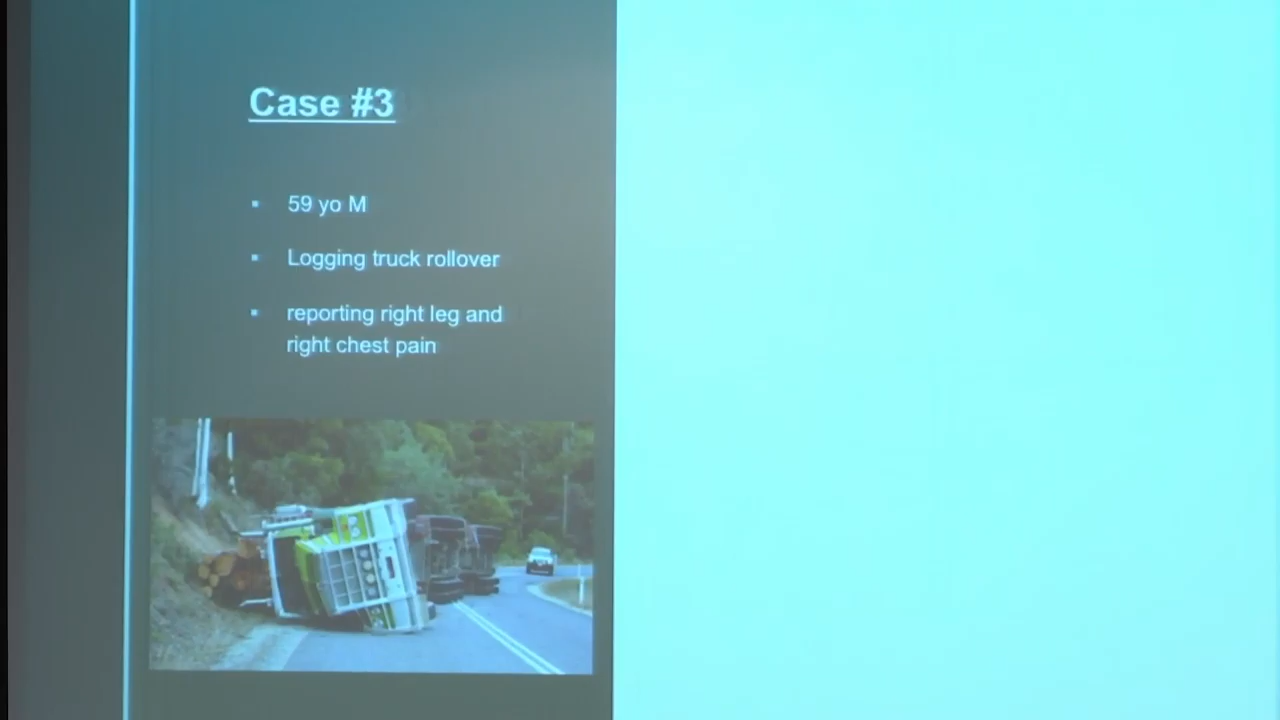 Case #3
▪ 59 yo M
▪ Logging truck rollover
▪ reporting right leg and
right chest pain